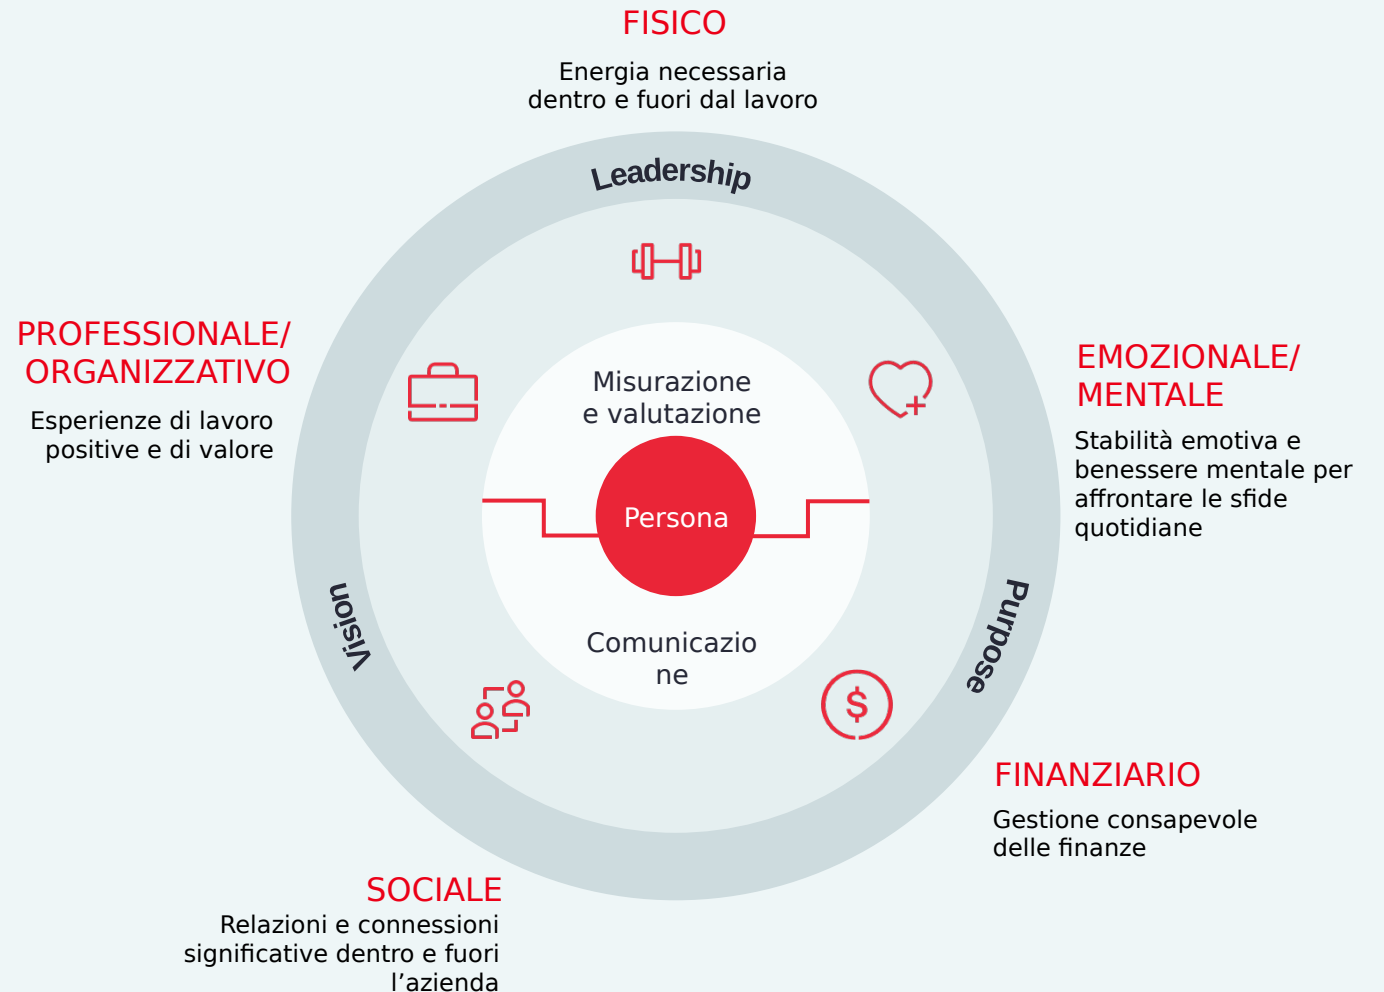 FISICO
Energia necessaria
dentro e fuori dal lavoro
Leadership
PROFESSIONALE/
ORGANIZZATIVO
Esperienze di lavoro
positive e di valore
Misurazione
e valutazione
EMOZIONALE/
MENTALE
Stabilità emotiva e
benessere mentale per
affrontare le sfide
quotidiane
Persona
Comunicazio
ne
Vision
Purpose
$
FINANZIARIO
Gestione consapevole
delle finanze
SOCIALE
Relazioni e connessioni
significative dentro e fuori
l’azienda